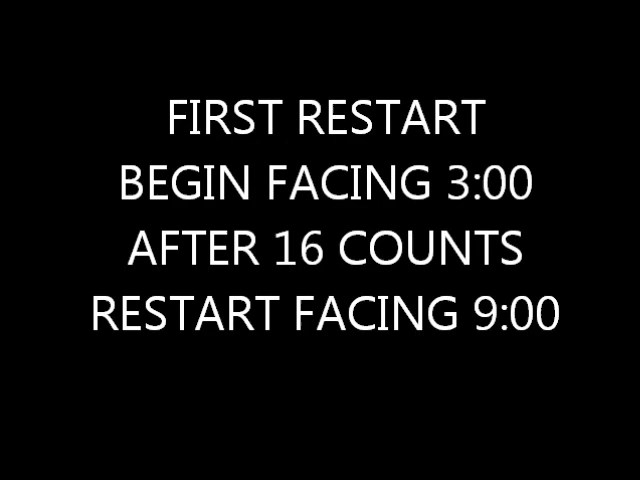 FIRST RESTART
BEGIN FACING 3:00
AFTER 16 COUNTS
RESTART FACING 9:00